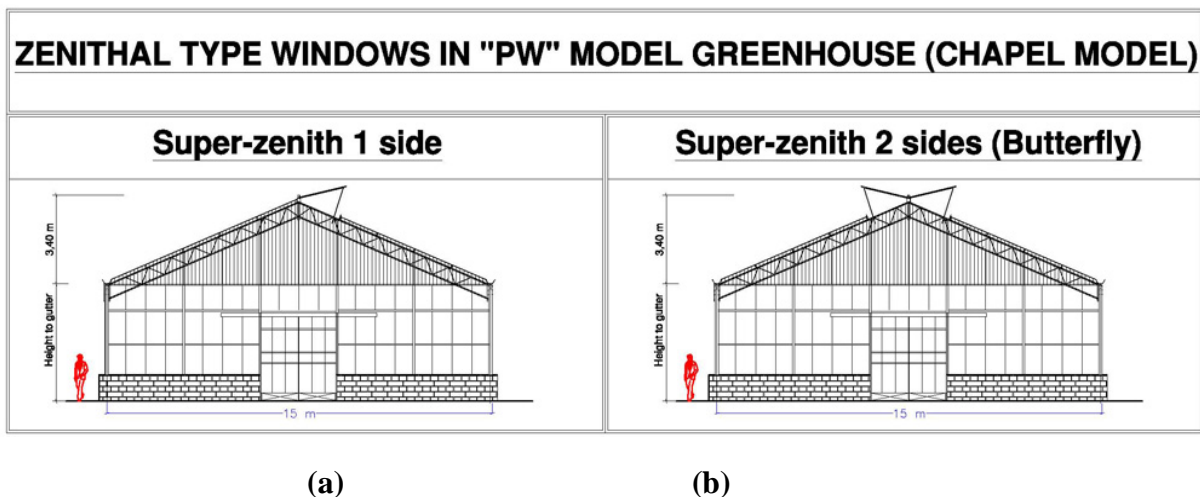 ZENITHAL TYPE WINDOWS IN "PW" MODEL GREENHOUSE (CHAPEL MODEL)
Super-zenith 1 side
3,40 m
Height to gutter
15 m
Super-zenith 2 sides (Butterfly)
3,40 m
Height to gutter
15 m
(a)
(b)